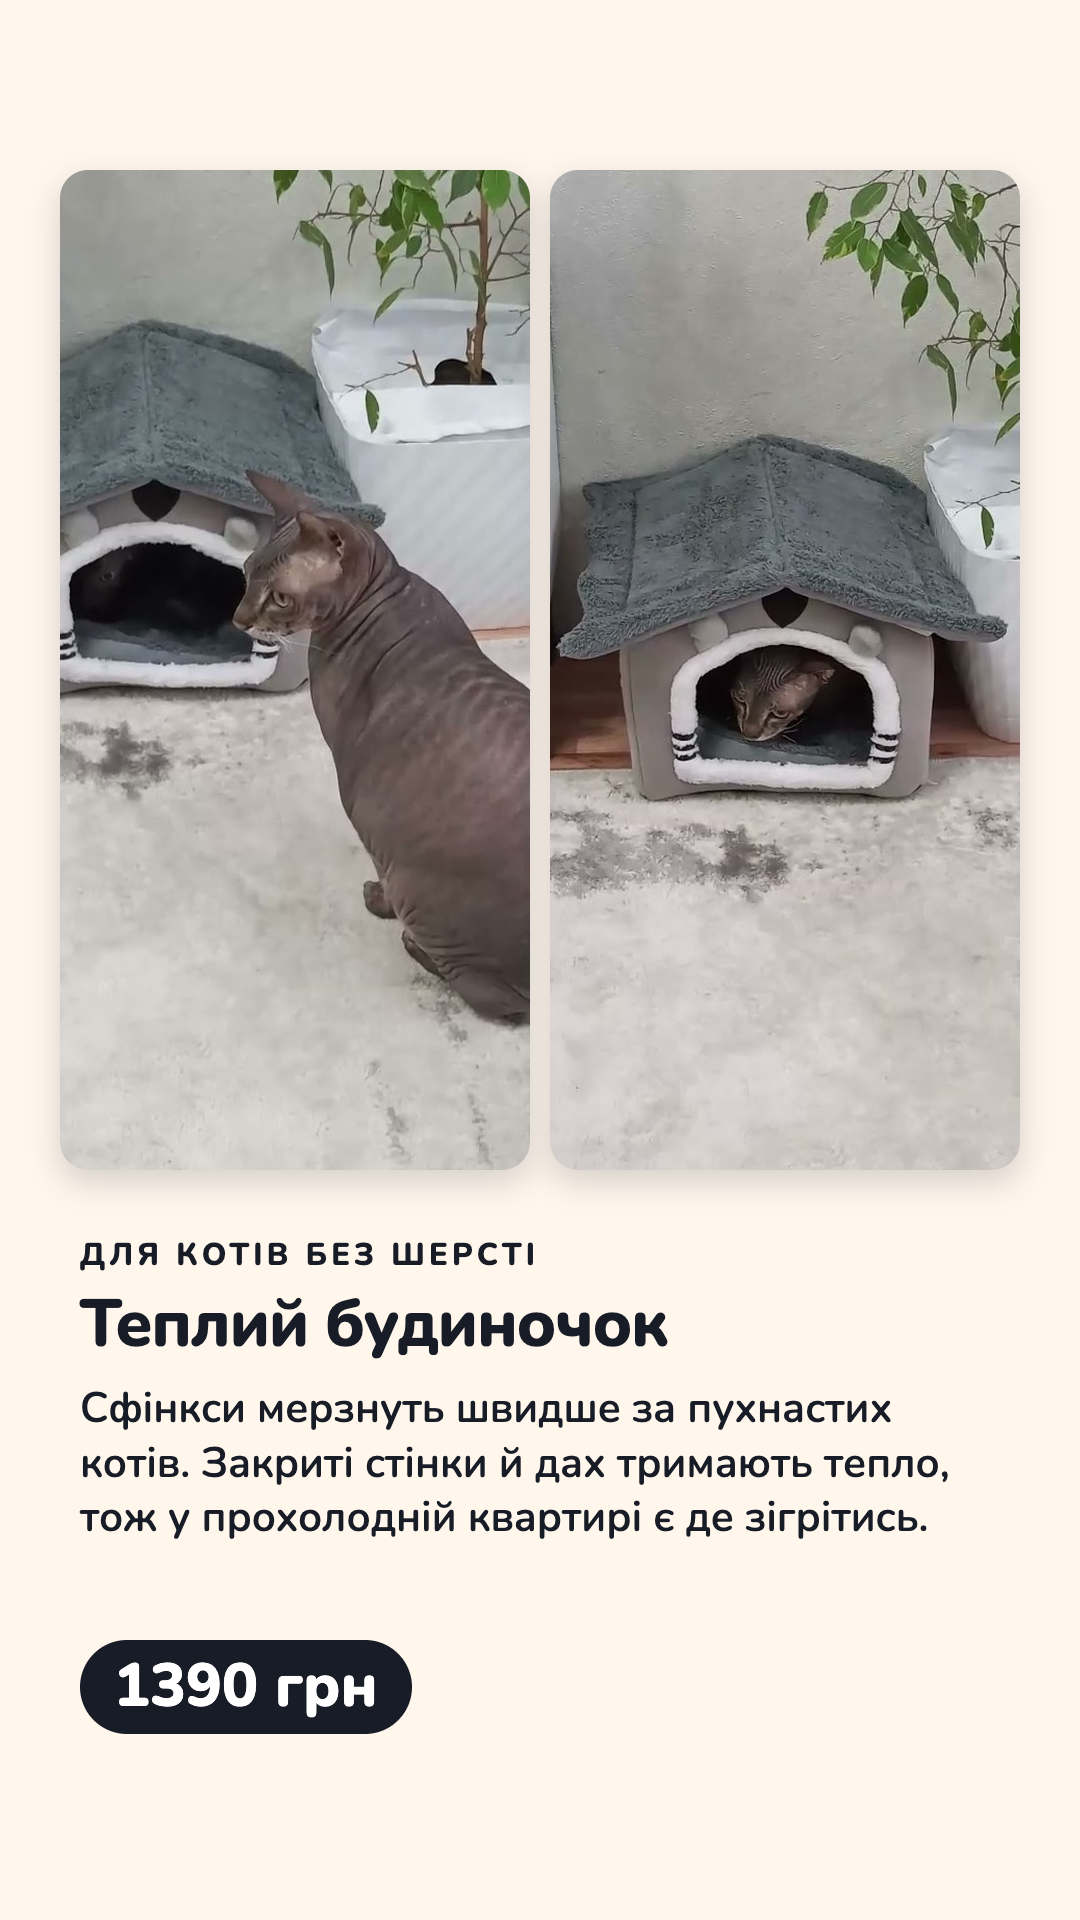 ДЛЯ КОТІВ БЕЗ ШЕРСТІ
Теплий будиночок
Сфінкси мерзнуть швидше за пухнастих
котів. Закриті стінки й дах тримають тепло,
тож у прохолодній квартирі є де зігрітись.
1390 грн